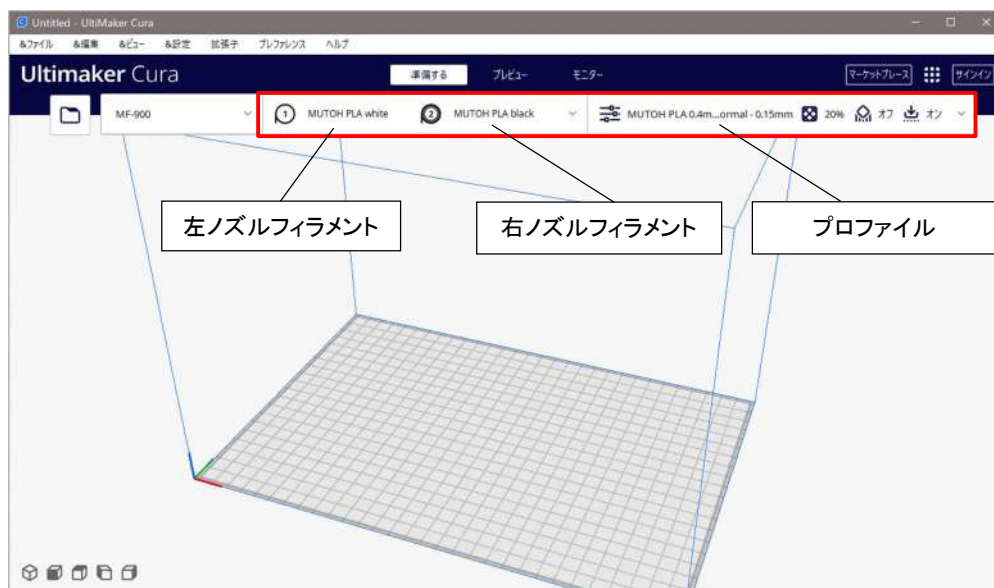 Untitled - UltiMaker Cura
&ファイル &編集 &ビュー &設定 拡張子 プレファレンス ヘルプ
Ultimaker Cura 準備する プレビュー モニター マーケットプレース サインイン
MF-900 1 MUTOH PLA white 2 MUTOH PLA black MUTOH PLA 0.4m...ormal - 0.15mm 20% オフ オン
左ノズルフィラメント 右ノズルフィラメント プロファイル